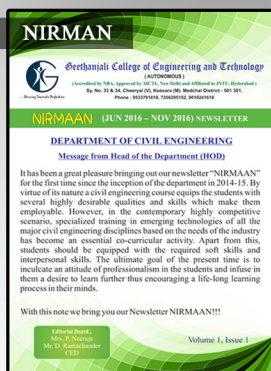 NIRMAN
Geethanjali College of Engineering and Technology
( AUTONOMOUS )
(Accredited by NBA, Approved by AICTE, New Delhi and Affiliated to JNTU, Hyderabad )
Sy. No. 33 & 34, Cheeryal (V), Keesara (M), Medchal District - 501 301.
Phone : 9533701618, 7306295152, 9010241618
... Striving Towards Perfection
NIRMAAN (JUN 2016 – NOV 2016) NEWSLETTER
DEPARTMENT OF CIVIL ENGINEERING
Message from Head of the Department (HOD)
It has been a great pleasure bringing out our newsletter "NIRMAAN"
for the first time since the inception of the department in 2014-15. By
virtue of its nature a civil engineering course equips the students with
several highly desirable qualities and skills which make them
employable. However, in the contemporary highly competitive
scenario, specialized training in emerging technologies of all the
major civil engineering disciplines based on the needs of the industry
has become an essential co-curricular activity. Apart from this,
students should be equipped with the required soft skills and
interpersonal skills. The ultimate goal of the present time is to
inculcate an attitude of professionalism in the students and infuse in
them a desire to learn further thus encouraging a life-long learning
process in their minds.
With this note we bring you our Newsletter NIRMAAN!!!
Editorial Board :
Mrs. P. Neeraja
Mr. D. Ramachander
CED
Volume 1, Issue 1